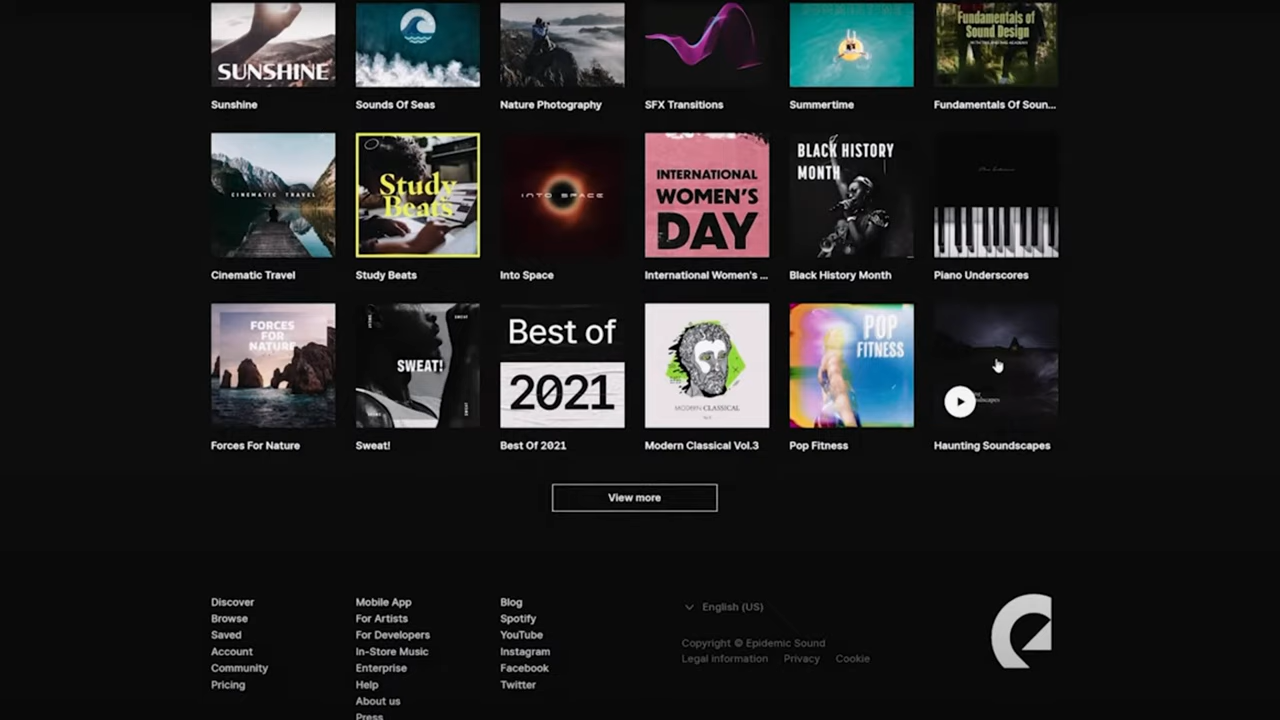 SUNSHINE
Fundamentals of
Sound Design
Sunshine
Sounds Of Seas
Nature Photography
SFX Transitions
Summertime
Fundamentals Of Soun...
CINEMATIC TRAVEL
Study
Beats
INTO SPACE
INTERNATIONAL
WOMEN'S
DAY
BLACK HISTORY
MONTH
Cinematic Travel
Study Beats
Into Space
International Women's ...
Black History Month
Piano Underscores
FORCES
FOR
NATURE
SWEAT
SWEAT!
Best of
2021
MODERN CLASSICAL
POP
FITNESS
Forces For Nature
Sweat!
Best Of 2021
Modern Classical Vol.3
Pop Fitness
Haunting Soundscapes
View more
Discover
Browse
Saved
Account
Community
Pricing
Mobile App
For Artists
For Developers
In-Store Music
Enterprise
Help
About us
Press
Blog
Spotify
YouTube
Instagram
Facebook
Twitter
English (US)
Copyright © Epidemic Sound
Legal information Privacy Cookie